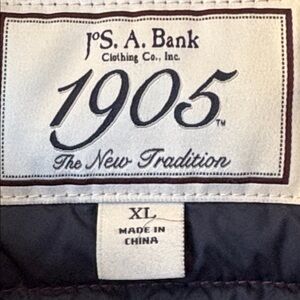 JoS. A. Bank
Clothing Co., Inc.
1905™
The New Tradition
XL
MADE IN
CHINA